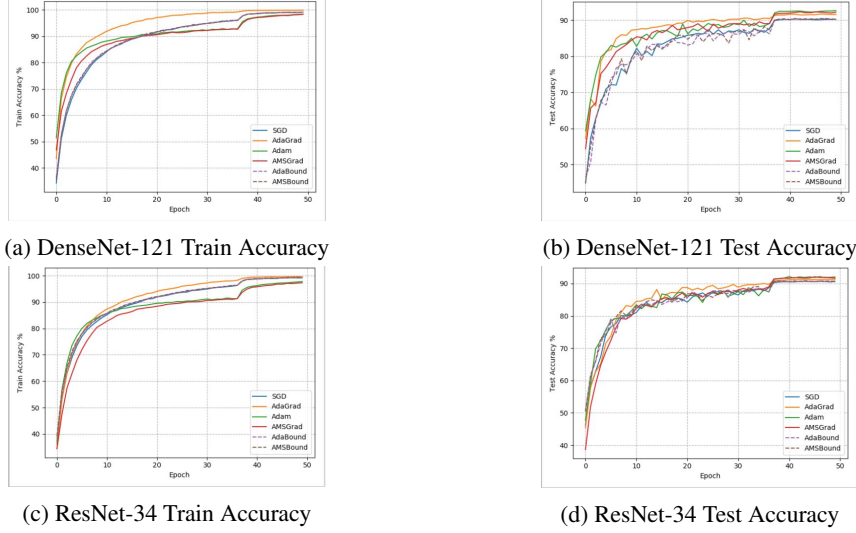 100
90
80
70
60
50
40
Train Accuracy %
0 10 20 30 40 50
Epoch
SGD
AdaGrad
Adam
AMSGrad
AdaBound
AMSBound
(a) DenseNet-121 Train Accuracy
90
80
70
60
50
Test Accuracy %
0 10 20 30 40 50
Epoch
SGD
AdaGrad
Adam
AMSGrad
AdaBound
AMSBound
(b) DenseNet-121 Test Accuracy
100
90
80
70
60
50
40
Train Accuracy %
0 10 20 30 40 50
Epoch
SGD
AdaGrad
Adam
AMSGrad
AdaBound
AMSBound
(c) ResNet-34 Train Accuracy
90
80
70
60
50
40
Test Accuracy %
0 10 20 30 40 50
Epoch
SGD
AdaGrad
Adam
AMSGrad
AdaBound
AMSBound
(d) ResNet-34 Test Accuracy